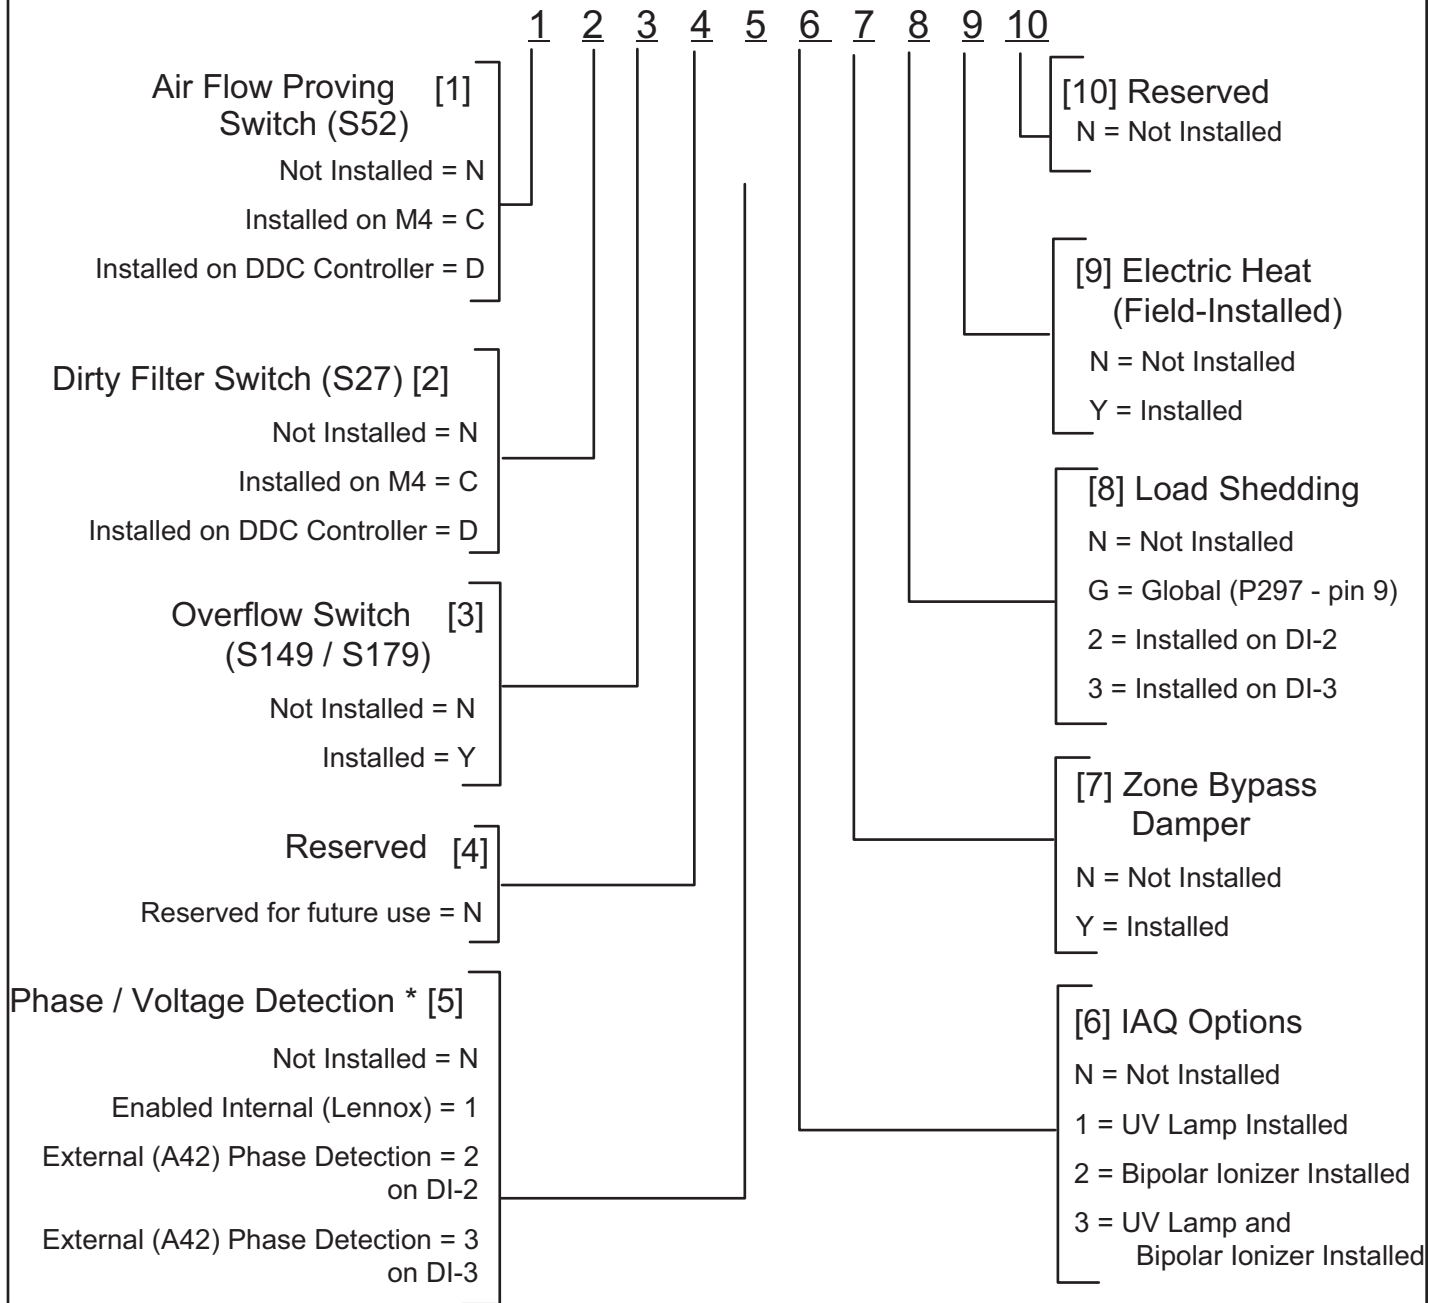 1 2 3 4 5 6 7 8 9 10
Air Flow Proving [1]
Switch (S52)
Not Installed = N
Installed on M4 = C
Installed on DDC Controller = D
Dirty Filter Switch (S27) [2]
Not Installed = N
Installed on M4 = C
Installed on DDC Controller = D
Overflow Switch [3]
(S149 / S179)
Not Installed = N
Installed = Y
Reserved [4]
Reserved for future use = N
Phase / Voltage Detection * [5]
Not Installed = N
Enabled Internal (Lennox) = 1
External (A42) Phase Detection = 2
on DI-2
External (A42) Phase Detection = 3
on DI-3
[10] Reserved
N = Not Installed
[9] Electric Heat
(Field-Installed)
N = Not Installed
Y = Installed
[8] Load Shedding
N = Not Installed
G = Global (P297 - pin 9)
2 = Installed on DI-2
3 = Installed on DI-3
[7] Zone Bypass
Damper
N = Not Installed
Y = Installed
[6] IAQ Options
N = Not Installed
1 = UV Lamp Installed
2 = Bipolar Ionizer Installed
3 = UV Lamp and
Bipolar Ionizer Installed